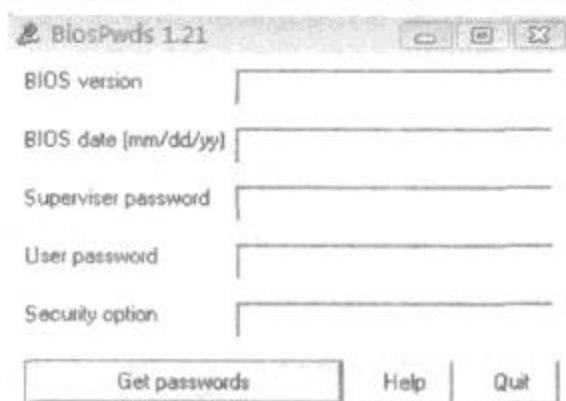 BiosPwds 1.21
BIOS version
BIOS date (mm/dd/yy)
Superviser password
User password
Security option
Get passwords Help Quit